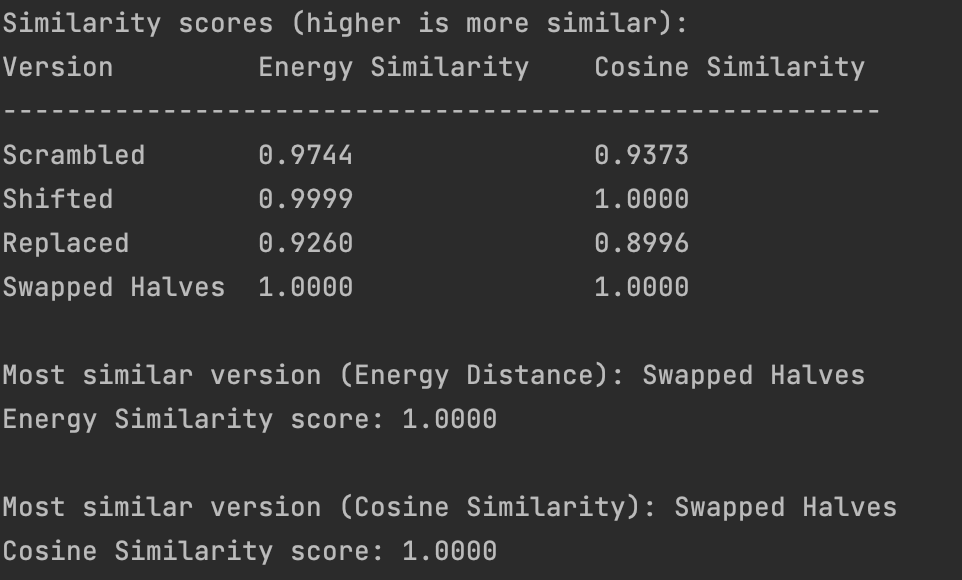 Similarity scores (higher is more similar):
Version         Energy Similarity    Cosine Similarity
-------------------------------------------------------
Scrambled       0.9744               0.9373
Shifted         0.9999               1.0000
Replaced        0.9260               0.8996
Swapped Halves  1.0000               1.0000
Most similar version (Energy Distance): Swapped Halves
Energy Similarity score: 1.0000
Most similar version (Cosine Similarity): Swapped Halves
Cosine Similarity score: 1.0000